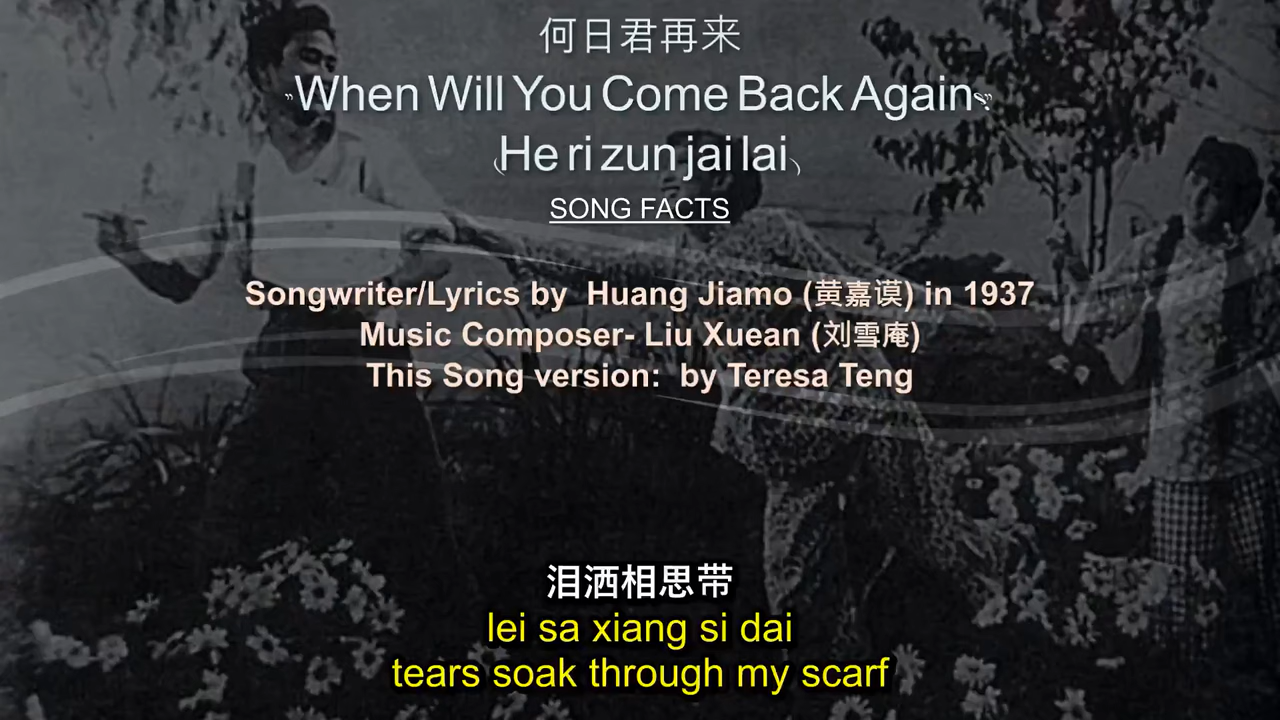 何日君再来
"When Will You Come Back Again"
(He ri zun jai lai)
SONG FACTS
Songwriter/Lyrics by Huang Jiamo (黄嘉谟) in 1937
Music Composer- Liu Xuean (刘雪庵)
This Song version: by Teresa Teng
泪洒相思带
lei sa xiang si dai
tears soak through my scarf